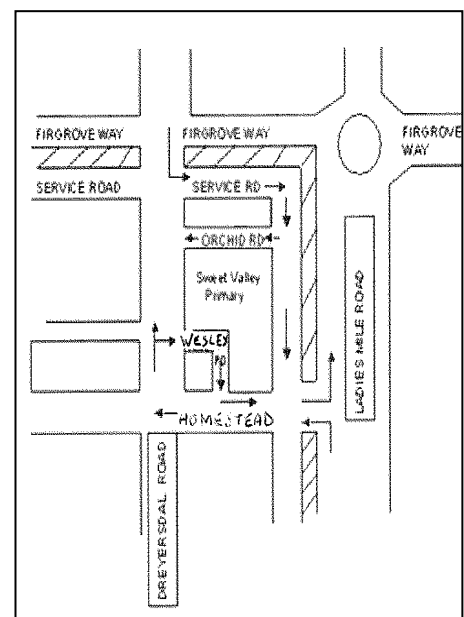 FIRGROVE WAY
FIRGROVE WAY
FIRGROVE
WAY
SERVICE ROAD
SERVICE RD
ORCHID RD
Sweet Valley
Primary
WESLEY
RD
LADIES MILE ROAD
HOMESTEAD
DREYERSDAL ROAD